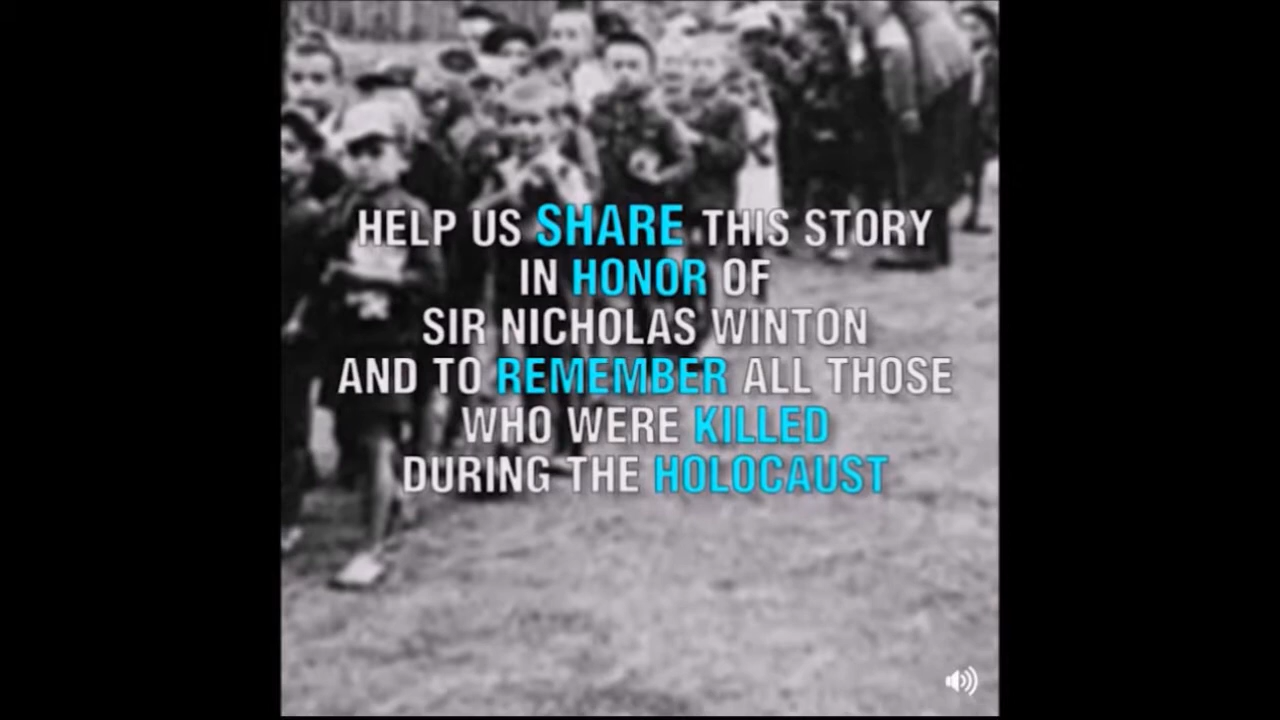 HELP US SHARE THIS STORY
IN HONOR OF
SIR NICHOLAS WINTON
AND TO REMEMBER ALL THOSE
WHO WERE KILLED
DURING THE HOLOCAUST